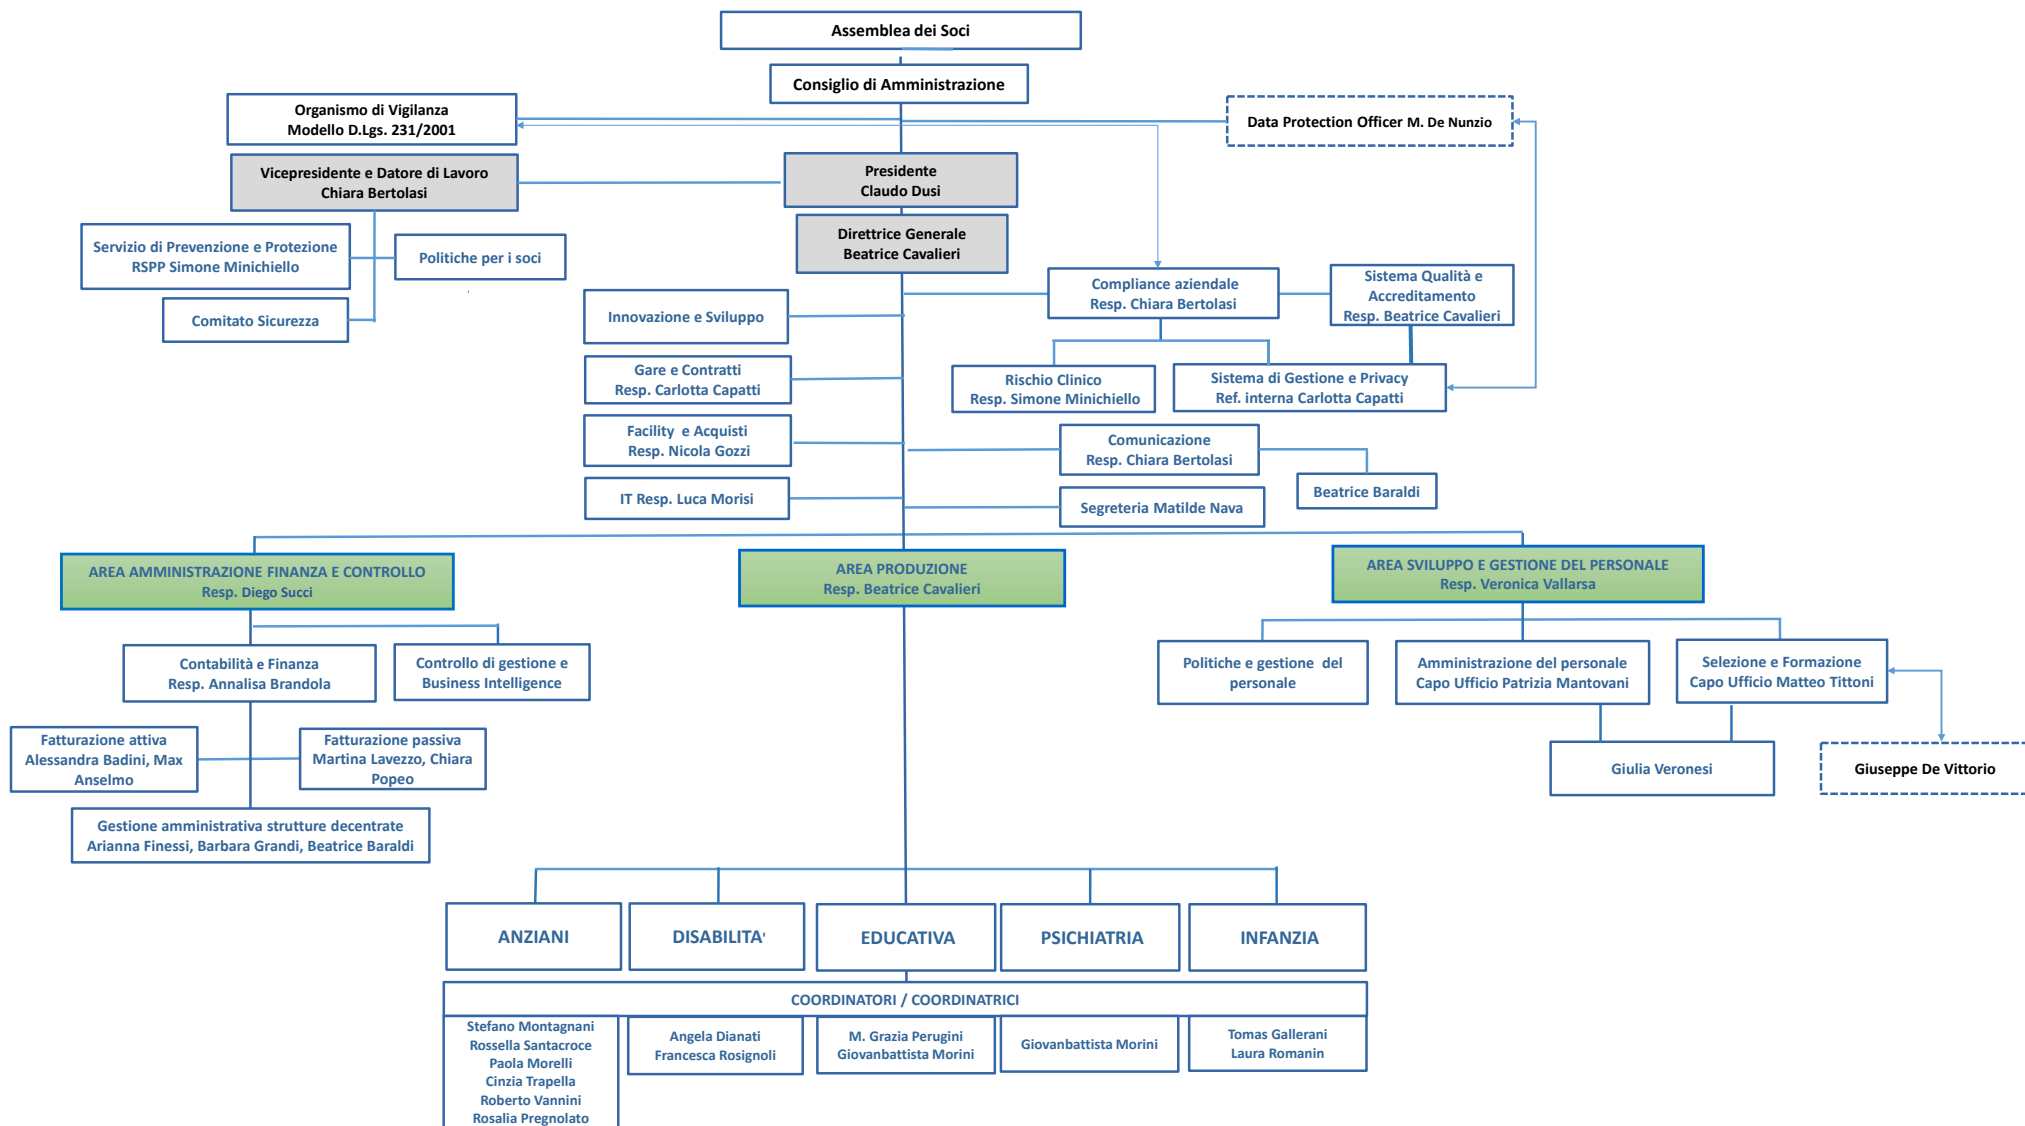 Assemblea dei Soci
Consiglio di Amministrazione
Organismo di Vigilanza
Modello D.Lgs. 231/2001
Data Protection Officer M. De Nunzio
Vicepresidente e Datore di Lavoro
Chiara Bertolasi
Presidente
Claudo Dusi
Direttrice Generale
Beatrice Cavalieri
Servizio di Prevenzione e Protezione
RSPP Simone Minichiello
Politiche per i soci
Comitato Sicurezza
Compliance aziendale
Resp. Chiara Bertolasi
Sistema Qualità e
Accreditamento
Resp. Beatrice Cavalieri
Innovazione e Sviluppo
Gare e Contratti
Resp. Carlotta Capatti
Rischio Clinico
Resp. Simone Minichiello
Sistema di Gestione e Privacy
Ref. interna Carlotta Capatti
Facility e Acquisti
Resp. Nicola Gozzi
Comunicazione
Resp. Chiara Bertolasi
IT Resp. Luca Morisi
Beatrice Baraldi
Segreteria Matilde Nava
AREA AMMINISTRAZIONE FINANZA E CONTROLLO
Resp. Diego Succi
AREA PRODUZIONE
Resp. Beatrice Cavalieri
AREA SVILUPPO E GESTIONE DEL PERSONALE
Resp. Veronica Vallarsa
Contabilità e Finanza
Resp. Annalisa Brandola
Controllo di gestione e
Business Intelligence
Politiche e gestione del
personale
Amministrazione del personale
Capo Ufficio Patrizia Mantovani
Selezione e Formazione
Capo Ufficio Matteo Tittoni
Fatturazione attiva
Alessandra Badini, Max
Anselmo
Fatturazione passiva
Martina Lavezzo, Chiara
Popeo
Giulia Veronesi
Giuseppe De Vittorio
Gestione amministrativa strutture decentrate
Arianna Finessi, Barbara Grandi, Beatrice Baraldi
ANZIANI
DISABILITA'
EDUCATIVA
PSICHIATRIA
INFANZIA
COORDINATORI / COORDINATRICI
Stefano Montagnani
Rossella Santacroce
Paola Morelli
Cinzia Trapella
Roberto Vannini
Rosalia Pregnolato
Angela Dianati
Francesca Rosignoli
M. Grazia Perugini
Giovanbattista Morini
Giovanbattista Morini
Tomas Gallerani
Laura Romanin